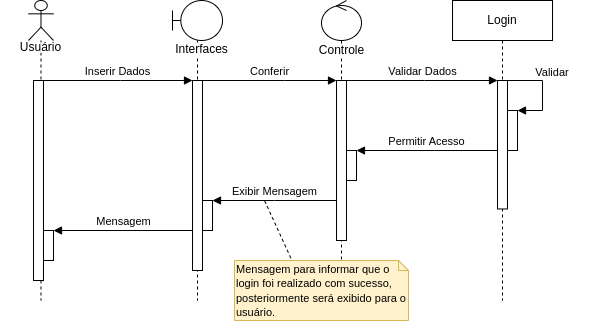 Usuário
Interfaces
Controle
Login
Inserir Dados
Conferir
Validar Dados
Validar
Permitir Acesso
Exibir Mensagem
Mensagem
Mensagem para informar que o
login foi realizado com sucesso,
posteriormente será exibido para o
usuário.